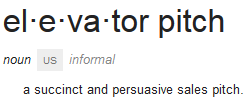 el·e·va·tor pitch
noun US informal
a succinct and persuasive sales pitch.